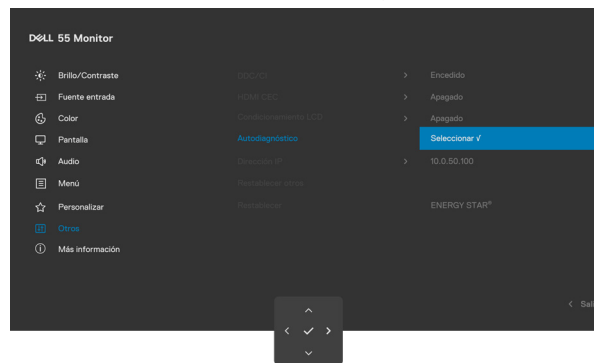 DELL 55 Monitor
Brillo/Contraste
DDC/CI
Encedido
Fuente entrada
HDMI CEC
Apagado
Color
Condicionamiento LCD
Apagado
Pantalla
Autodiagnóstico
Seleccionar √
Audio
Dirección IP
10.0.50.100
Menú
Restablecer otros
Personalizar
Restablecer
ENERGY STAR®
Otros
Más información